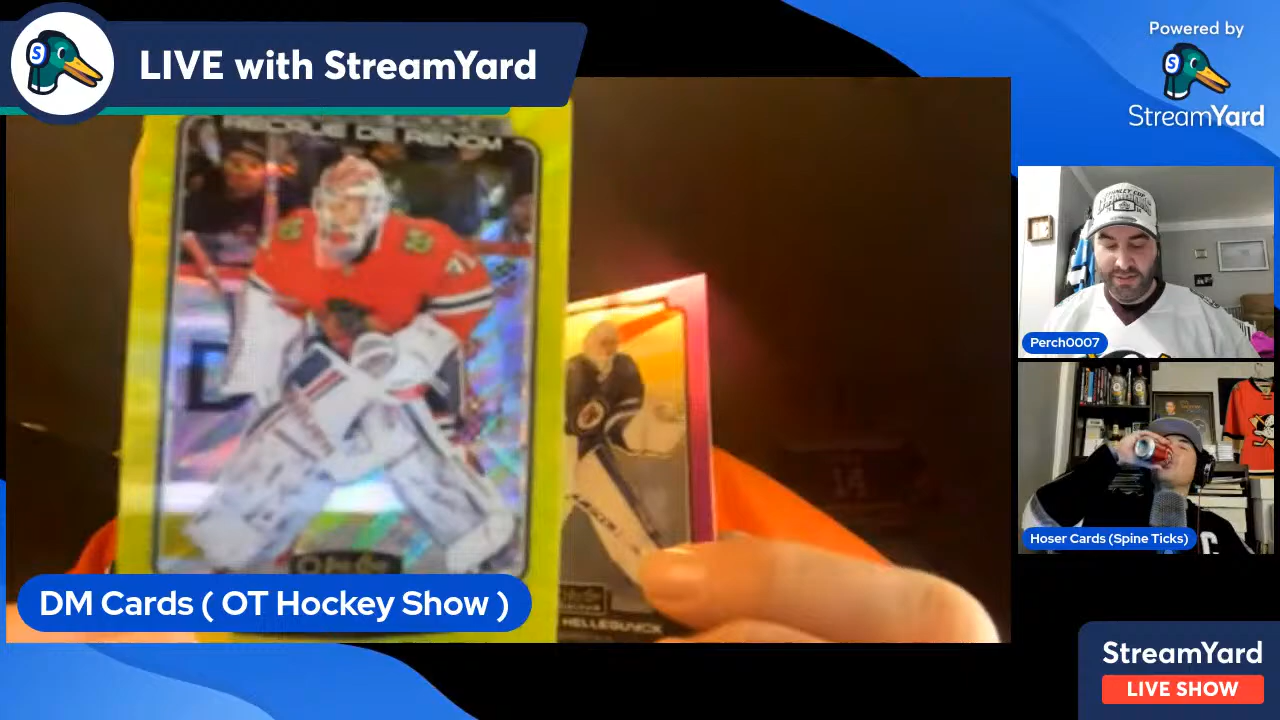 LIVE with StreamYard
Powered by
StreamYard
RECRUE DE RENOM
Perch0007
HELLEBUYCK
Hoser Cards (Spine Ticks)
DM Cards ( OT Hockey Show )
StreamYard
LIVE SHOW